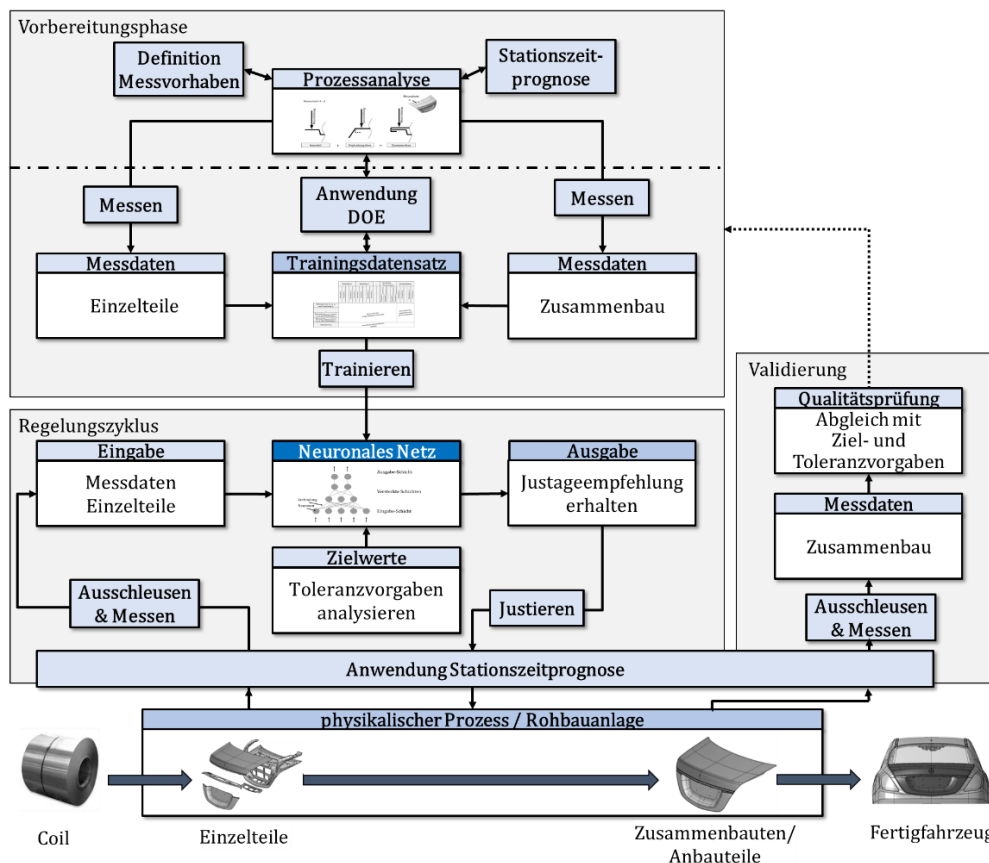 Vorbereitungsphase
Definition
Messvorhaben
Prozessanalyse
Stationszeit-
prognose
Messen
Anwendung
DOE
Messen
Messdaten
Einzelteile
Trainingsdatensatz
Messdaten
Zusammenbau
Trainieren
Regelungszyklus
Eingabe
Messdaten
Einzelteile
Neuronales Netz
Ausgabe-Schicht
Versteckte-Schichten
Eingabe-Schicht
Ausgabe
Justageempfehlung
erhalten
Zielwerte
Toleranzvorgaben
analysieren
Ausschleusen
& Messen
Justieren
Validierung
Qualitätsprüfung
Abgleich mit
Ziel- und
Toleranzvorgaben
Messdaten
Zusammenbau
Ausschleusen
& Messen
Anwendung Stationszeitprognose
physikalischer Prozess / Rohbauanlage
Coil
Einzelteile
Zusammenbauten/
Anbauteile
Fertigfahrzeug